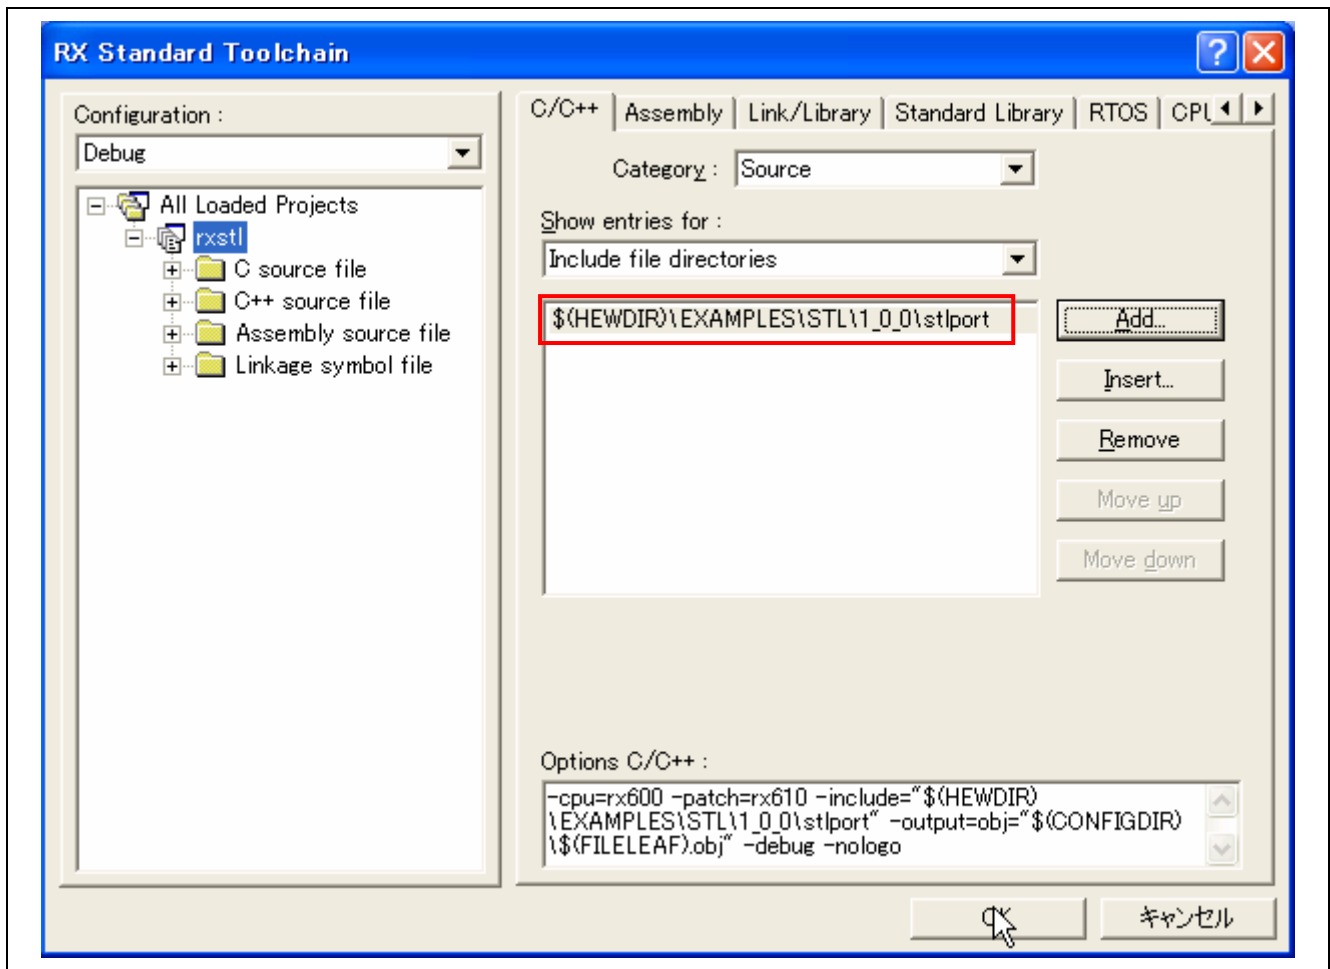 RX Standard Toolchain
Configuration :
Debug
All Loaded Projects
rxstl
C source file
C++ source file
Assembly source file
Linkage symbol file
C/C++
Assembly
Link/Library
Standard Library
RTOS
Category :
Source
Show entries for :
Include file directories
$(HEWDIR)\EXAMPLES\STL\1_0_0\stlport
Add...
Insert...
Remove
Move up
Move down
Options C/C++ :
-cpu=rx600 -patch=rx610 -include="$(HEWDIR)
\EXAMPLES\STL\1_0_0\stlport" -output=obj="$(CONFIGDIR)
\$(FILELEAF).obj" -debug -nologo
OK
キャンセル